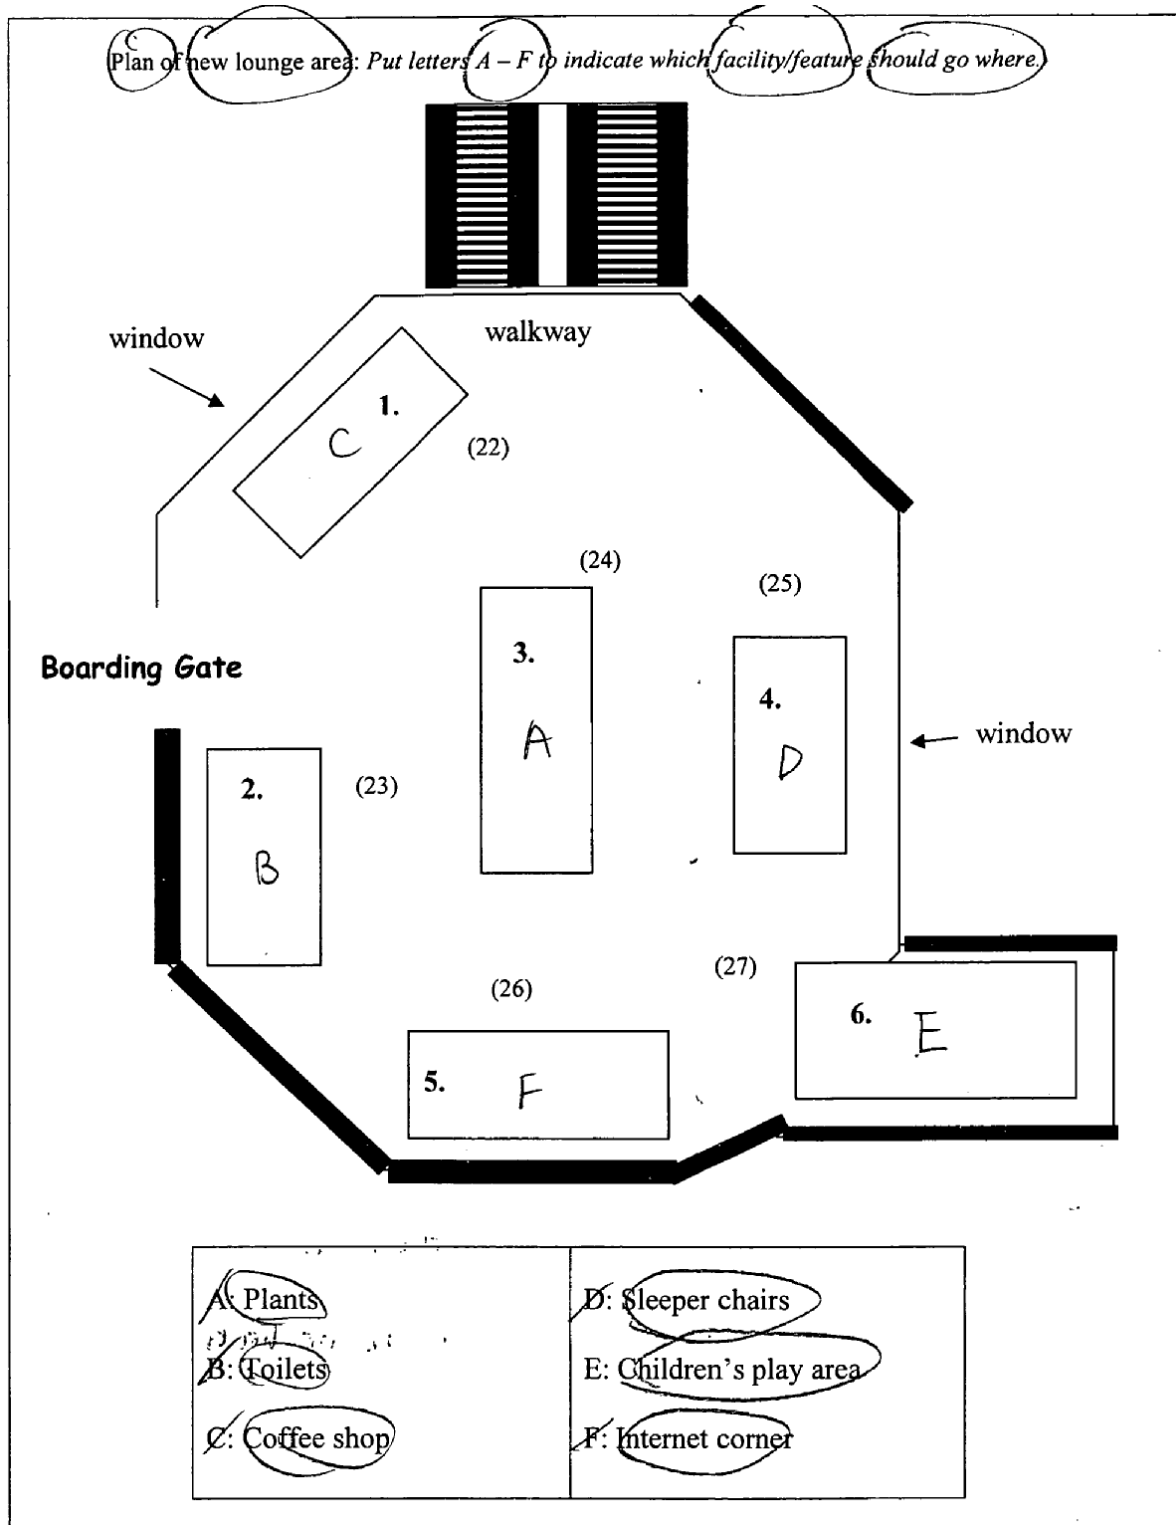 Plan of new lounge area: Put letters A – F to indicate which facility/feature should go where.
walkway
window
1.
C
(22)
(24)
(25)
Boarding Gate
3.
A
4.
D
window
2.
B
(23)
(27)
(26)
6.
E
5.
F
A: Plants
D: Sleeper chairs
B: Toilets
E: Children's play area
C: Coffee shop
F: Internet corner